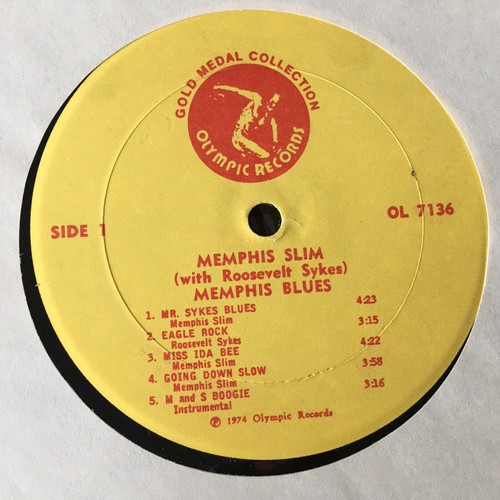 GOLD MEDAL COLLECTION
OLYMPIC RECORDS
SIDE 1
OL 7136
MEMPHIS SLIM
(with Roosevelt Sykes)
MEMPHIS BLUES
1. MR. SYKES BLUES 4:23
Memphis Slim
2. EAGLE ROCK 3:15
Roosevelt Sykes
3. MISS IDA BEE 4:22
Memphis Slim
4. GOING DOWN SLOW 3:58
Memphis Slim
5. M and S BOOGIE 3:16
Instrumental
℗ 1974 Olympic Records